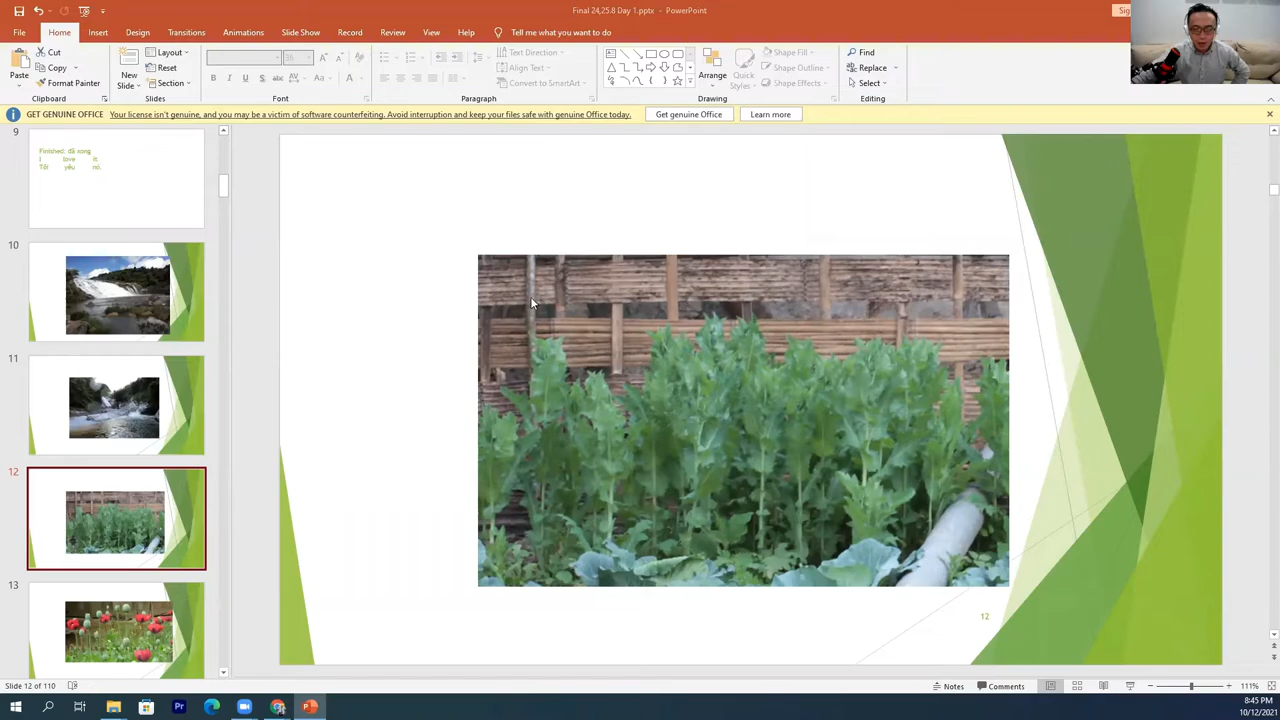 Final 24,25.8 Day 1.pptx - PowerPoint
File Home Insert Design Transitions Animations Slide Show Record Review View Help Tell me what you want to do
Paste
Cut
Copy
Format Painter
Clipboard
New Slide
Layout
Reset
Section
Slides
Font
Text Direction
Align Text
Convert to SmartArt
Paragraph
Arrange
Quick Styles
Shape Fill
Shape Outline
Shape Effects
Drawing
Find
Replace
Select
Editing
GET GENUINE OFFICE Your license isn't genuine, and you may be a victim of software counterfeiting. Avoid interruption and keep your files safe with genuine Office today. Get genuine Office Learn more
9
Finished: đã xong
I love it.
Tôi yêu nó.
10
11
12
13
12
Slide 12 of 110
Notes
Comments
111%
8:45 PM
10/12/2021